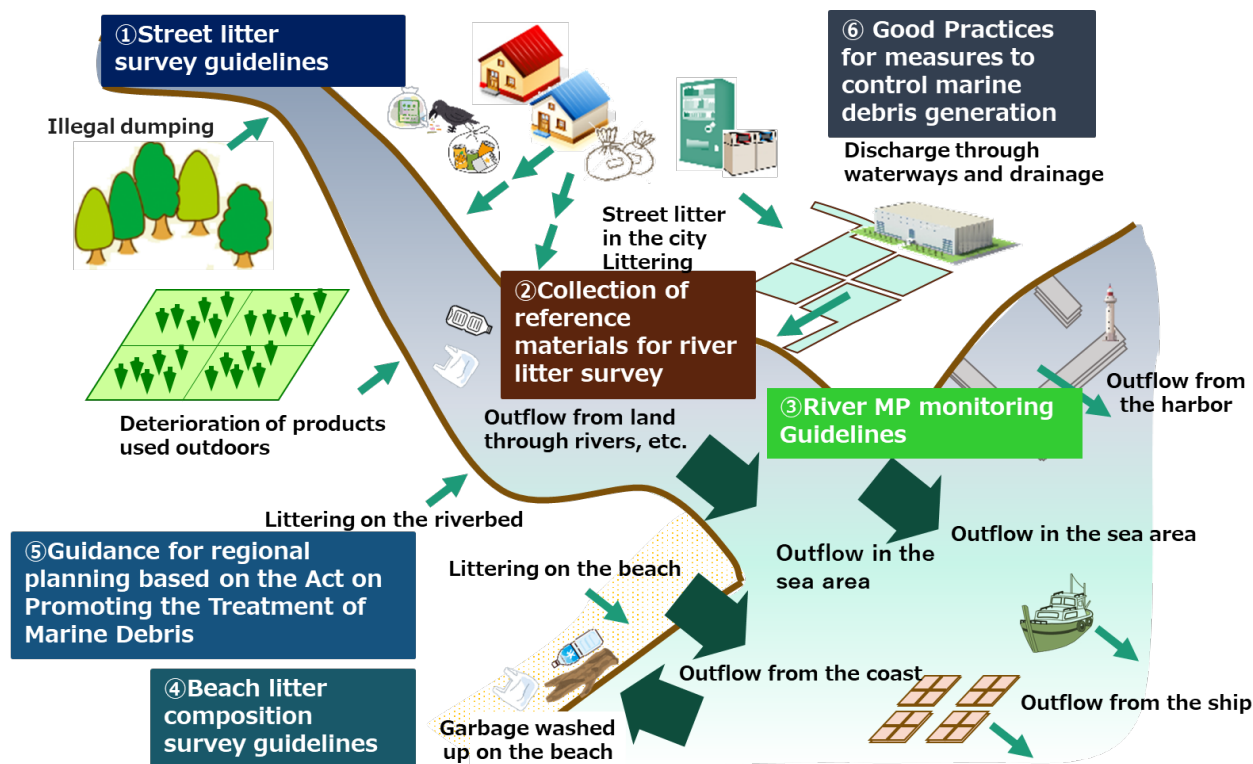 ①Street litter
survey guidelines
⑥ Good Practices
for measures to
control marine
debris generation
Illegal dumping
Discharge through
waterways and drainage
Street litter
in the city
Littering
②Collection of
reference
materials for river
litter survey
Deterioration of products
used outdoors
Outflow from land
through rivers, etc.
③River MP monitoring
Guidelines
Outflow from
the harbor
Littering on the riverbed
Outflow in the sea area
Outflow in the
sea area
⑤Guidance for regional
planning based on the Act on
Promoting the Treatment of
Marine Debris
Littering on the beach
④Beach litter
composition
survey guidelines
Outflow from the coast
Outflow from the ship
Garbage washed
up on the beach